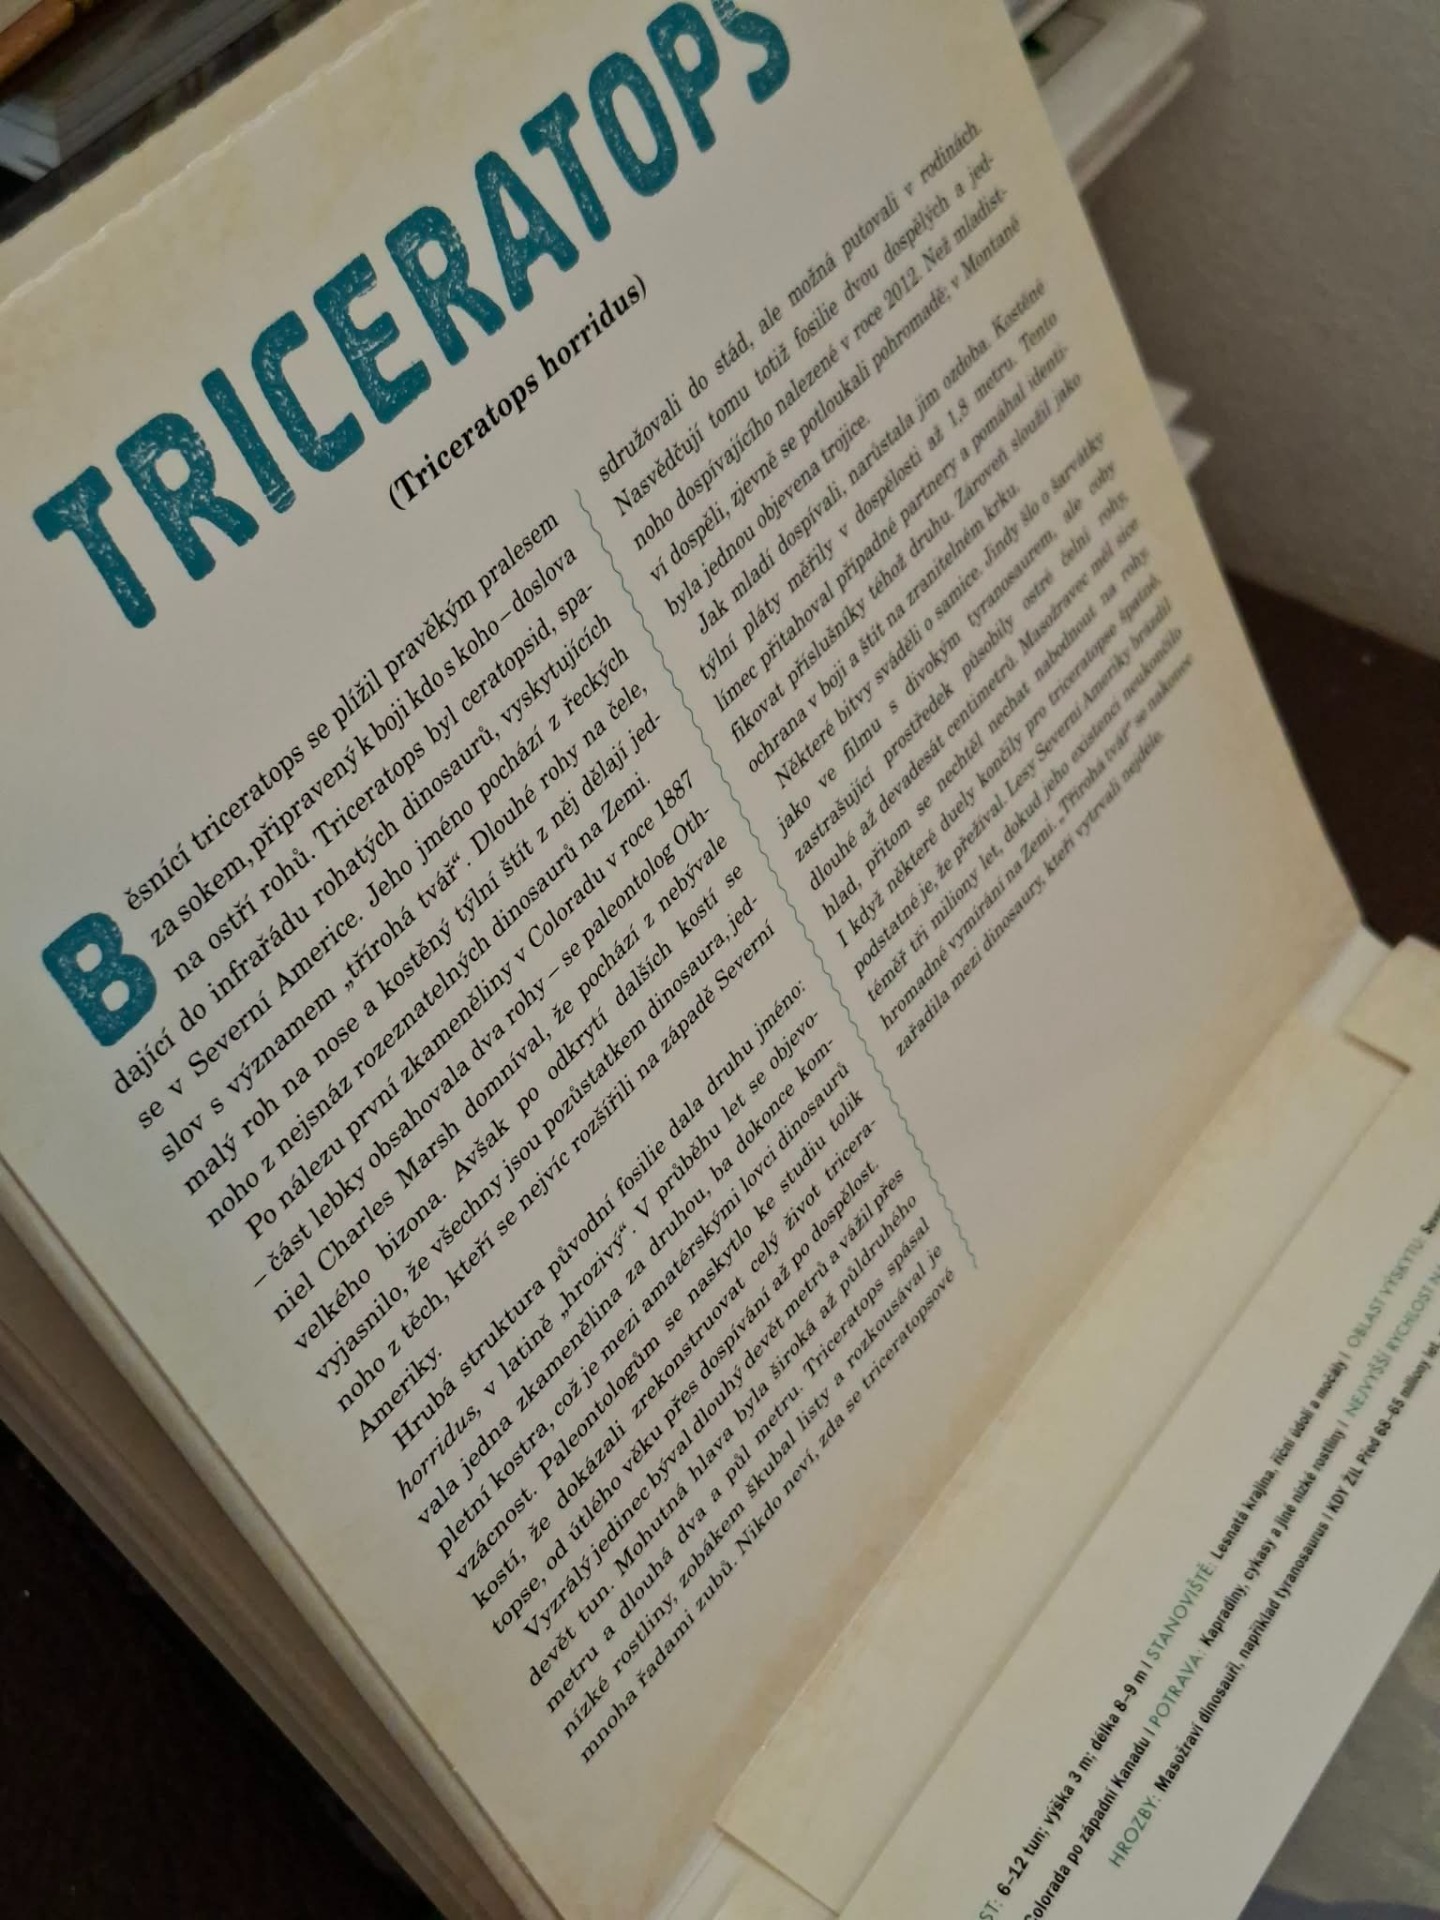 TRICERATOPS
(Triceratops horridus)
Běsnící triceratops se plížil pravěkým pralesem
za sokem, připravený k boji kdo s koho – doslova
na ostří rohů. Triceratops byl ceratopsid, spa-
dající do infrařádu rohatých dinosaurů, vyskytujících
se v Severní Americe. Jeho jméno pochází z řeckých
slov s významem „třírohá tvář“. Dlouhé rohy na čele,
malý roh na nose a kostěný týlní štít z něj dělají jed-
noho z nejsnáz rozeznatelných dinosaurů na Zemi.
Po nálezu první zkameněliny v Coloradu v roce 1887
– část lebky obsahovala dva rohy – se paleontolog Oth-
niel Charles Marsh domníval, že pochází z nebývale
velkého bizona. Avšak po odkrytí dalších kostí se
vyjasnilo, že všechny jsou pozůstatkem dinosaura, jed-
noho z těch, kteří se nejvíc rozšířili na západě Severní
Ameriky.
Hrubá struktura původní fosilie dala druhu jméno:
horridus, v latině „hrozivý“. V průběhu let se objevo-
vala jedna zkamenělina za druhou, ba dokonce kom-
pletní kostra, což je mezi amatérskými lovci dinosaurů
vzácnost. Paleontologům se naskytlo ke studiu tolik
kostí, že dokázali zrekonstruovat celý život tricera-
topse, od útlého věku přes dospívání až po dospělost.
Vyzrálý jedinec býval dlouhý devět metrů a vážil přes
devět tun. Mohutná hlava byla široká až půldruhého
metru a dlouhá dva a půl metru. Triceratops spásal
nízké rostliny, zobákem škubal listy a rozkousával je
mnoha řadami zubů. Nikdo neví, zda se triceratopsové
sdružovali do stád, ale možná putovali v rodinách.
Nasvědčují tomu totiž fosilie dvou dospělých a jed-
noho dospívajícího nalezené v roce 2012. Než mladist-
ví dospěli, zjevně se potloukali pohromadě; v Montaně
byla jednou objevena trojice.
Jak mladí dospívali, narůstala jim ozdoba. Kostěné
týlní pláty měřily v dospělosti až 1,8 metru. Tento
límec přitahoval případné partnery a pomáhal identi-
fikovat příslušníky téhož druhu. Zároveň sloužil jako
ochrana v boji a štít na zranitelném krku.
Některé bitvy sváděli o samice. Jindy šlo o šarvátky
jako ve filmu s divokým tyranosaurem, ale coby
zastrašující prostředek působily ostré čelní rohy,
dlouhé až devadesát centimetrů. Masožravec měl sice
hlad, přitom se nechtěl nechat nabodnout na rohy.
I když některé duely končily pro triceratopse špatně,
podstatné je, že přežíval. Lesy Severní Ameriky brázdil
téměř tři miliony let, dokud jeho existenci neukončilo
hromadné vymírání na Zemi. „Třírohá tvář“ se nakonec
zařadila mezi dinosaury, kteří vytrvali nejdéle.
ST: 6–12 tun; výška 3 m; délka 8–9 m | STANOVIŠTĚ: Lesnatá krajina, říční údolí a močály | OBLAST VÝSKYTU:
Colorada po západní Kanadu | POTRAVA: Kapradiny, cykasy a jiné nízké rostliny | NEJVYŠŠÍ RYCHLOST
HROZBY: Masožraví dinosauři, například tyranosaurus | KDY ŽIL Před 68–65 miliony let